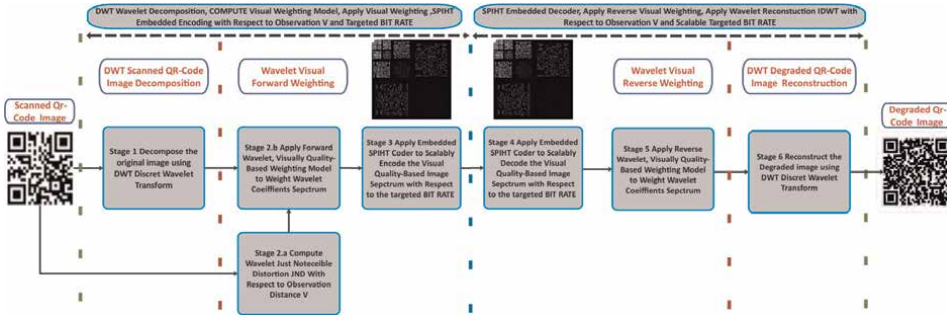 DWT Wavelet Decomposition, COMPUTE Visual Weighting Model, Apply Visual Weighting ,SPIHT
Embedded Encoding with Respect to Observation V and Targeted BIT RATE
SPIHT Embedded Decoder, Apply Reverse Visual Weighting, Apply Wavelet Reconstruction IDWT with
Respect to Observation V and Scalable Targeted BIT RATE
DWT Scanned QR-Code
Image Decomposition
Wavelet Visual
Forward Weighting
Wavelet Visual
Reverse Weighting
DWT Degraded QR-Code
Image Reconstruction
Scanned Qr-
Code Image
Degraded Qr-
Code Image
Stage 1 Decompose the
original image using
DWT Discret Wavelet
Transform
Stage 2.b Apply Forward
Wavelet, Visually Quality-
Based Weighting Model
to Weight Wavelet
Coeiffients Sepctrum
Stage 3 Apply Embedded
SPIHT Coder to Scalably
Encode the Visual
Quality-Based Image
Sepctrum with Respect
to the targeted BIT RATE
Stage 4 Apply Embedded
SPIHT Coder to Scalably
Decode the Visual
Quality-Based Image
Sepctrum with Respect to
the targeted BIT RATE
Stage 5 Apply Reverse
Wavelet, Visually Quality-
Based Weighting Model
to Weight Wavelet
Coeiffients Sepctrum
Stage 6 Reconstruct the
Degraded image using
DWT Discret Wavelet
Transform
Stage 2.a Compute
Wavelet Just Noteceible
Distortion JND With
Respect to Observation
Distance V